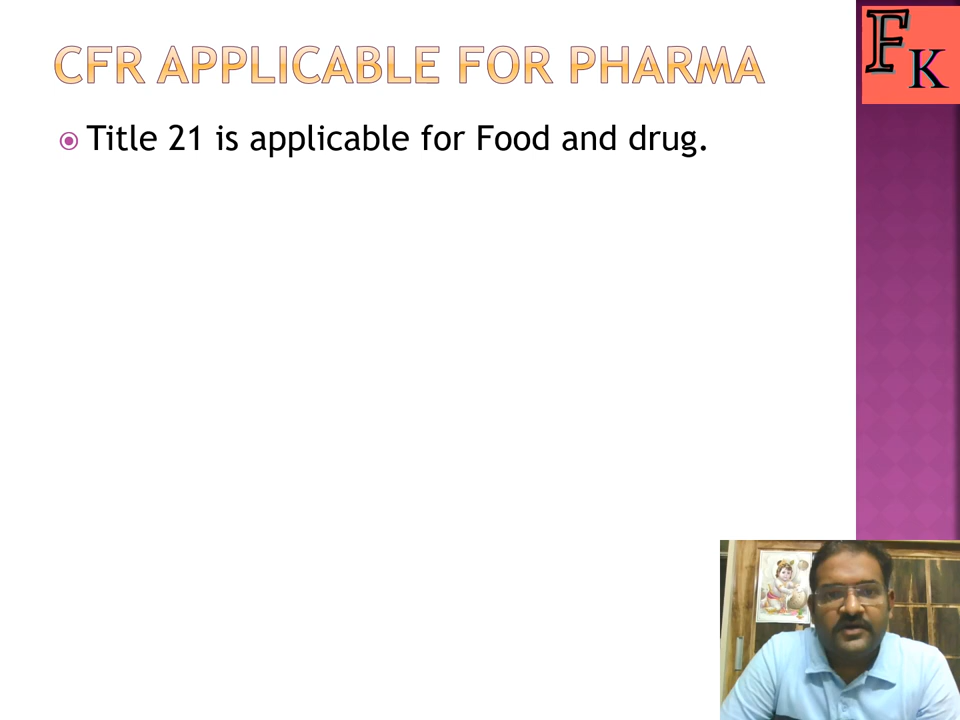 CFR APPLICABLE FOR PHARMA
FK
Title 21 is applicable for Food and drug.